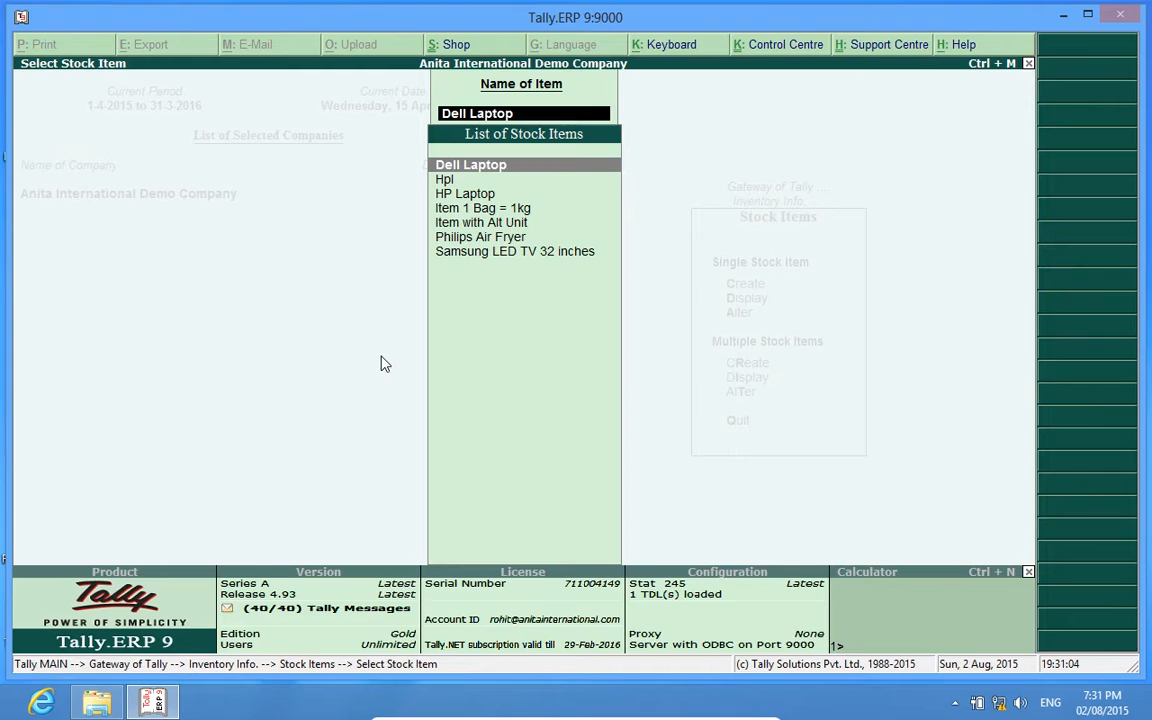 Tally.ERP 9:9000
P: Print
E: Export
M: E-Mail
O: Upload
S: Shop
G: Language
K: Keyboard
K: Control Centre
H: Support Centre
H: Help
Select Stock Item
Anita International Demo Company
Ctrl + M
Current Period
1-4-2015 to 31-3-2016
Current Date
Wednesday, 15 Apr
List of Selected Companies
Name of Company
Anita International Demo Company
Name of Item
Dell Laptop
List of Stock Items
Dell Laptop
Hpl
HP Laptop
Item 1 Bag = 1kg
Item with Alt Unit
Philips Air Fryer
Samsung LED TV 32 inches
Gateway of Tally ....
Inventory Info. ...
Stock Items
Single Stock Item
Create
Display
Alter
Multiple Stock Items
CReate
DIsplay
AlTer
Quit
Product
Tally
POWER OF SIMPLICITY
Tally.ERP 9
Version
Series A Latest
Release 4.93 Latest
(40/40) Tally Messages
Edition Gold
Users Unlimited
License
Serial Number 711004149
Account ID rohit@anitainternational.com
Tally.NET subscription valid till 29-Feb-2016
Configuration
Stat 245 Latest
1 TDL(s) loaded
Proxy None
Server with ODBC on Port 9000
Calculator Ctrl + N
1>
Tally MAIN --> Gateway of Tally --> Inventory Info. --> Stock Items --> Select Stock Item
(c) Tally Solutions Pvt. Ltd., 1988-2015
Sun, 2 Aug, 2015
19:31:04
ENG
7:31 PM
02/08/2015